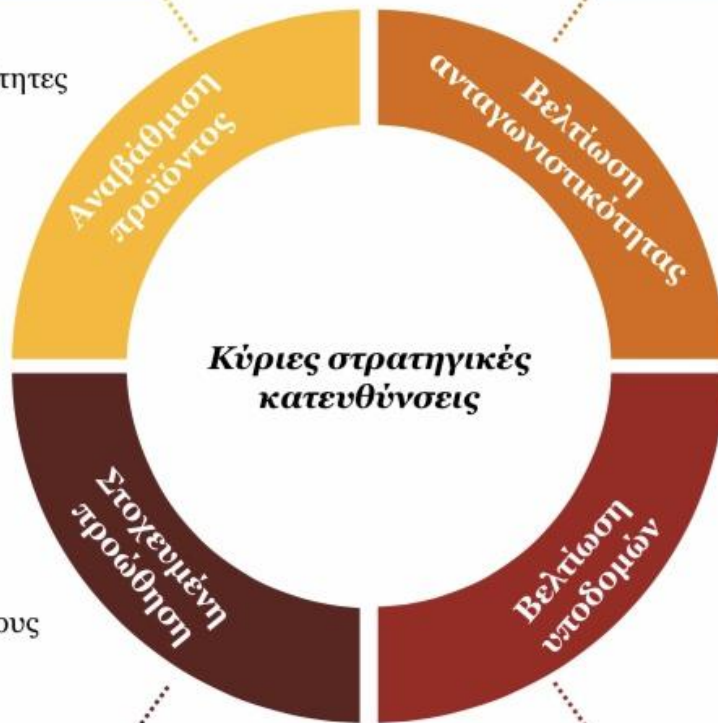 Αναβάθμιση
προϊόντος
Βελτίωση
ανταγωνιστικότητας
Κύριες στρατηγικές
κατευθύνσεις
Στοχευμένη
προώθηση
Βελτίωση
υποδομών